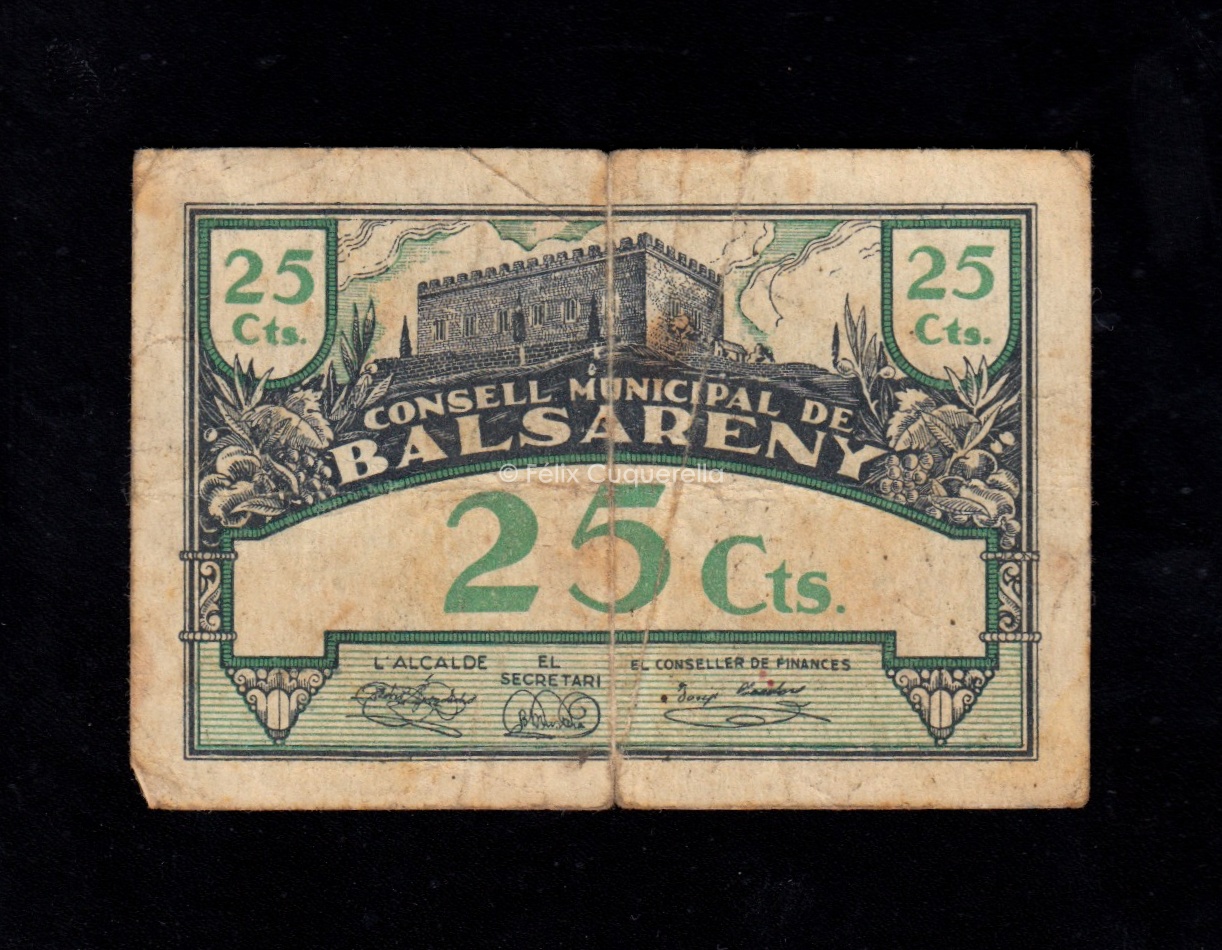 25
Cts.
25
Cts.
CONSELL MUNICIPAL DE
BALSARENY
© Felix Cuquerella
25 Cts.
L'ALCALDE
EL
SECRETARI
EL CONSELLER DE FINANCES